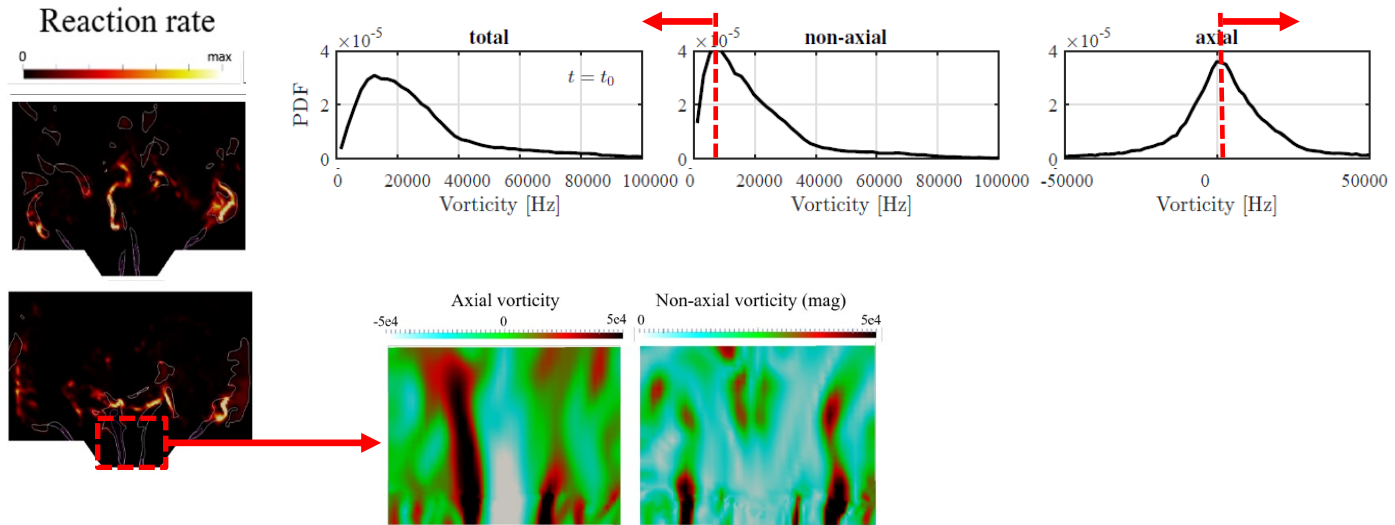 Reaction rate
0 max
×10⁻⁵ total
4
2
0
PDF
t = t₀
0 20000 40000 60000 80000 100000
Vorticity [Hz]
×10⁻⁵ non-axial
4
2
0
0 20000 40000 60000 80000 100000
Vorticity [Hz]
×10⁻⁵ axial
4
2
0
-50000 0 50000
Vorticity [Hz]
Axial vorticity
-5e4 0 5e4
Non-axial vorticity (mag)
0 5e4